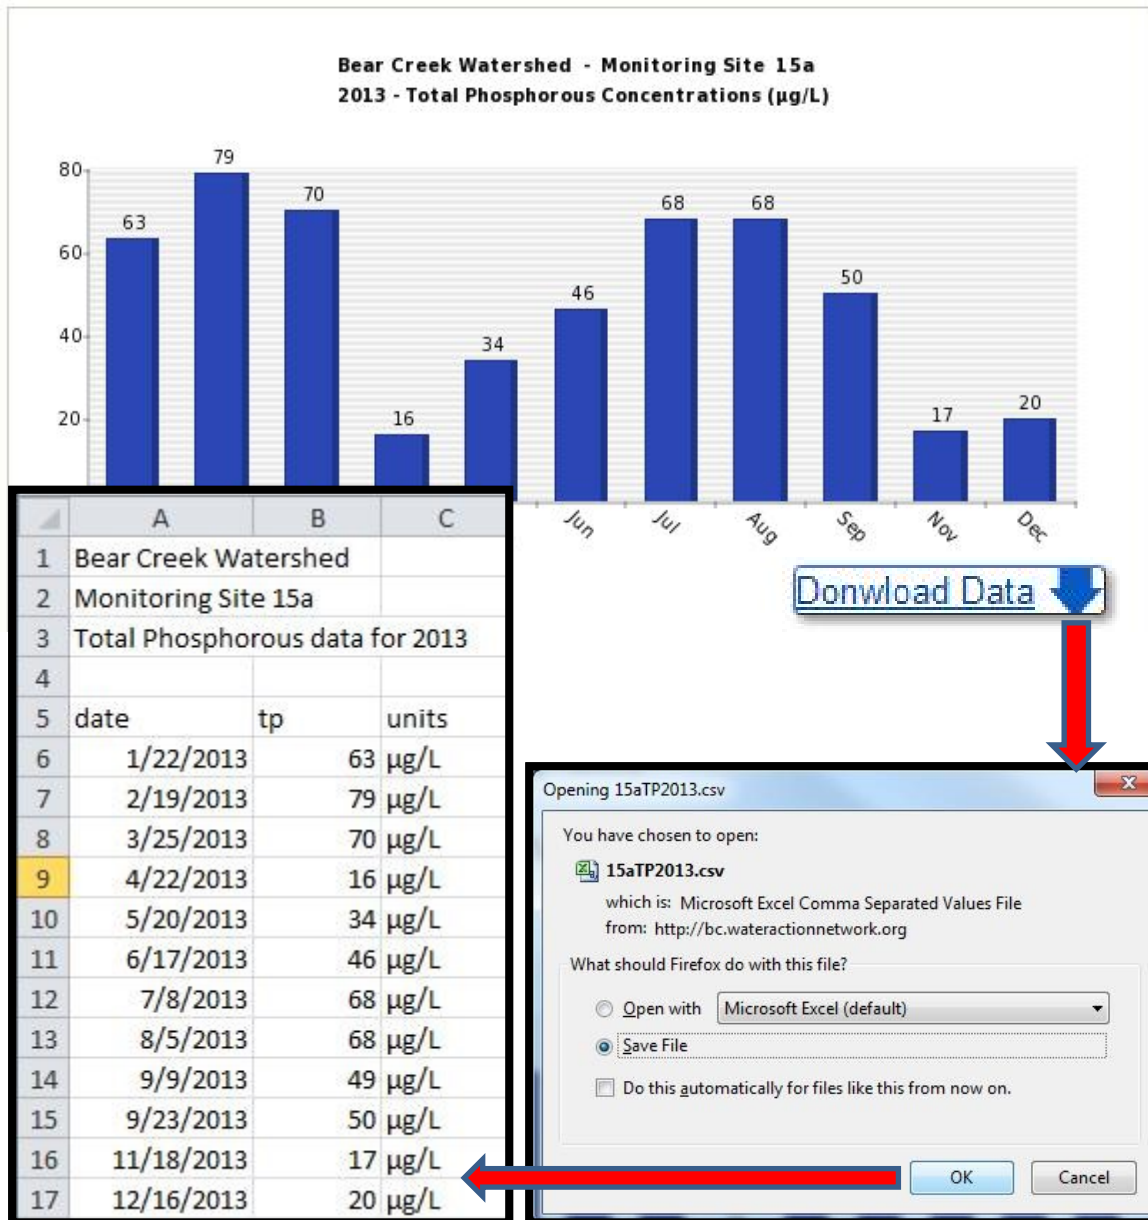 Bear Creek Watershed - Monitoring Site 15a
2013 - Total Phosphorous Concentrations (µg/L)
80
60
40
20
63
79
70
16
34
46
68
68
50
17
20
Jun
Jul
Aug
Sep
Nov
Dec
Donwload Data
A B C
1 Bear Creek Watershed
2 Monitoring Site 15a
3 Total Phosphorous data for 2013
4
5 date tp units
6 1/22/2013 63 µg/L
7 2/19/2013 79 µg/L
8 3/25/2013 70 µg/L
9 4/22/2013 16 µg/L
10 5/20/2013 34 µg/L
11 6/17/2013 46 µg/L
12 7/8/2013 68 µg/L
13 8/5/2013 68 µg/L
14 9/9/2013 49 µg/L
15 9/23/2013 50 µg/L
16 11/18/2013 17 µg/L
17 12/16/2013 20 µg/L
Opening 15aTP2013.csv
You have chosen to open:
15aTP2013.csv
which is: Microsoft Excel Comma Separated Values File
from: http://bc.wateractionnetwork.org
What should Firefox do with this file?
Open with Microsoft Excel (default)
Save File
Do this automatically for files like this from now on.
OK Cancel